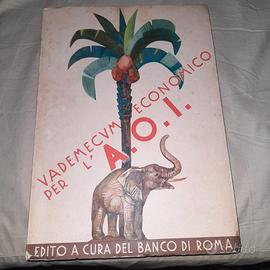 VADEMECVM ECONOMICO
PER L'
A.O.I.
EDITO A CURA DEL BANCO DI ROMA